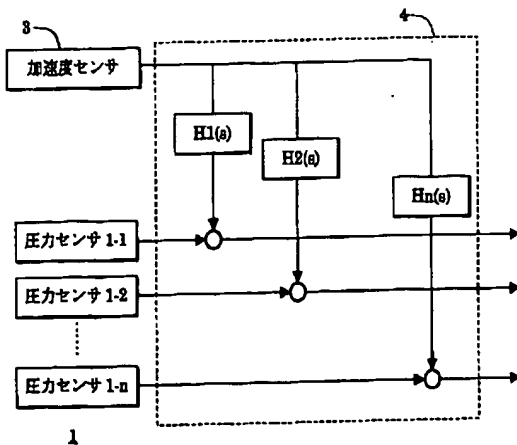 3
4
加速度センサ
H1(s)
H2(s)
Hn(s)
圧力センサ 1-1
圧力センサ 1-2
圧力センサ 1-n
1